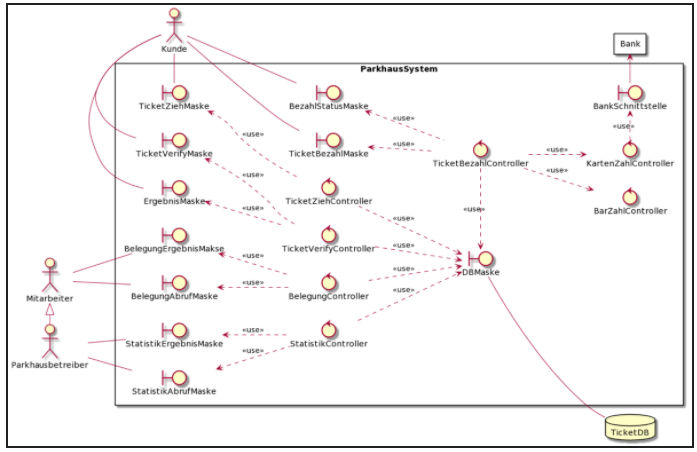 Kunde
Bank
ParkhausSystem
TicketZiehMaske
BezahlStatusMaske
BankSchnittstelle
«use»
«use»
«use»
TicketVerifyMaske
TicketBezahlMaske
«use»
TicketBezahlController
«use»
KartenZahlController
«use»
«use»
ErgebnisMaske
TicketZiehController
BarZahlController
«use»
«use»
BelegungErgebnisMakse
TicketVerifyController
«use»
«use»
DBMaske
Mitarbeiter
BelegungAbrufMaske
«use»
BelegungController
«use»
«use»
StatistikErgebnisMaske
«use»
StatistikController
Parkhausbetreiber
«use»
StatistikAbrufMaske
TicketDB